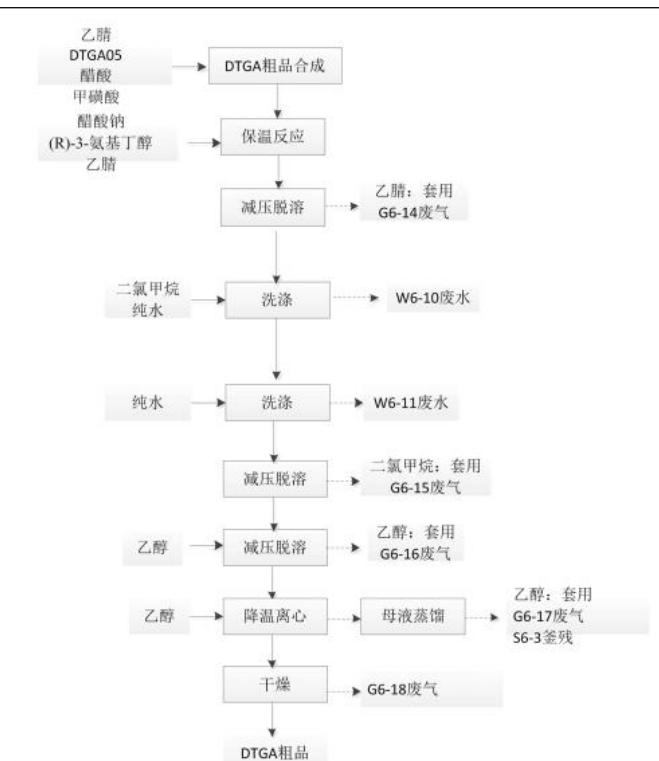 乙腈
DTGA05
醋酸
甲磺酸
DTGA粗品合成
醋酸钠
(R)-3-氨基丁醇
乙腈
保温反应
减压脱溶
乙腈：套用
G6-14废气
二氯甲烷
纯水
洗涤
W6-10废水
纯水
洗涤
W6-11废水
减压脱溶
二氯甲烷：套用
G6-15废气
乙醇
减压脱溶
乙醇：套用
G6-16废气
乙醇
降温离心
母液蒸馏
乙醇：套用
G6-17废气
S6-3釜残
干燥
G6-18废气
DTGA粗品